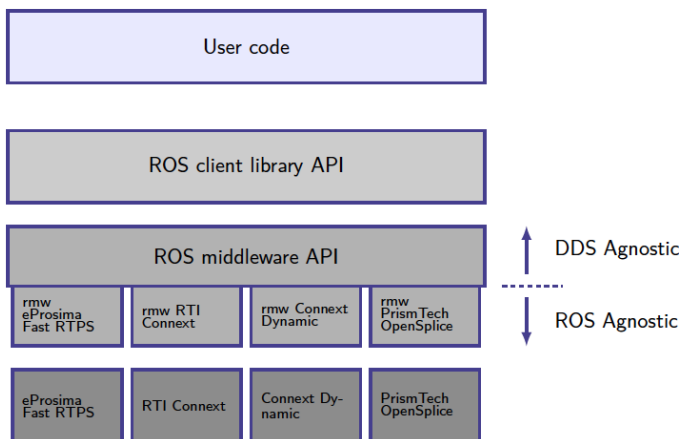 User code
ROS client library API
ROS middleware API
DDS Agnostic
ROS Agnostic
rmw
eProsima
Fast RTPS
rmw RTI
Connext
rmw Connext
Dynamic
rmw
PrismTech
OpenSplice
eProsima
Fast RTPS
RTI Connext
Connext Dy-
namic
PrismTech
OpenSplice